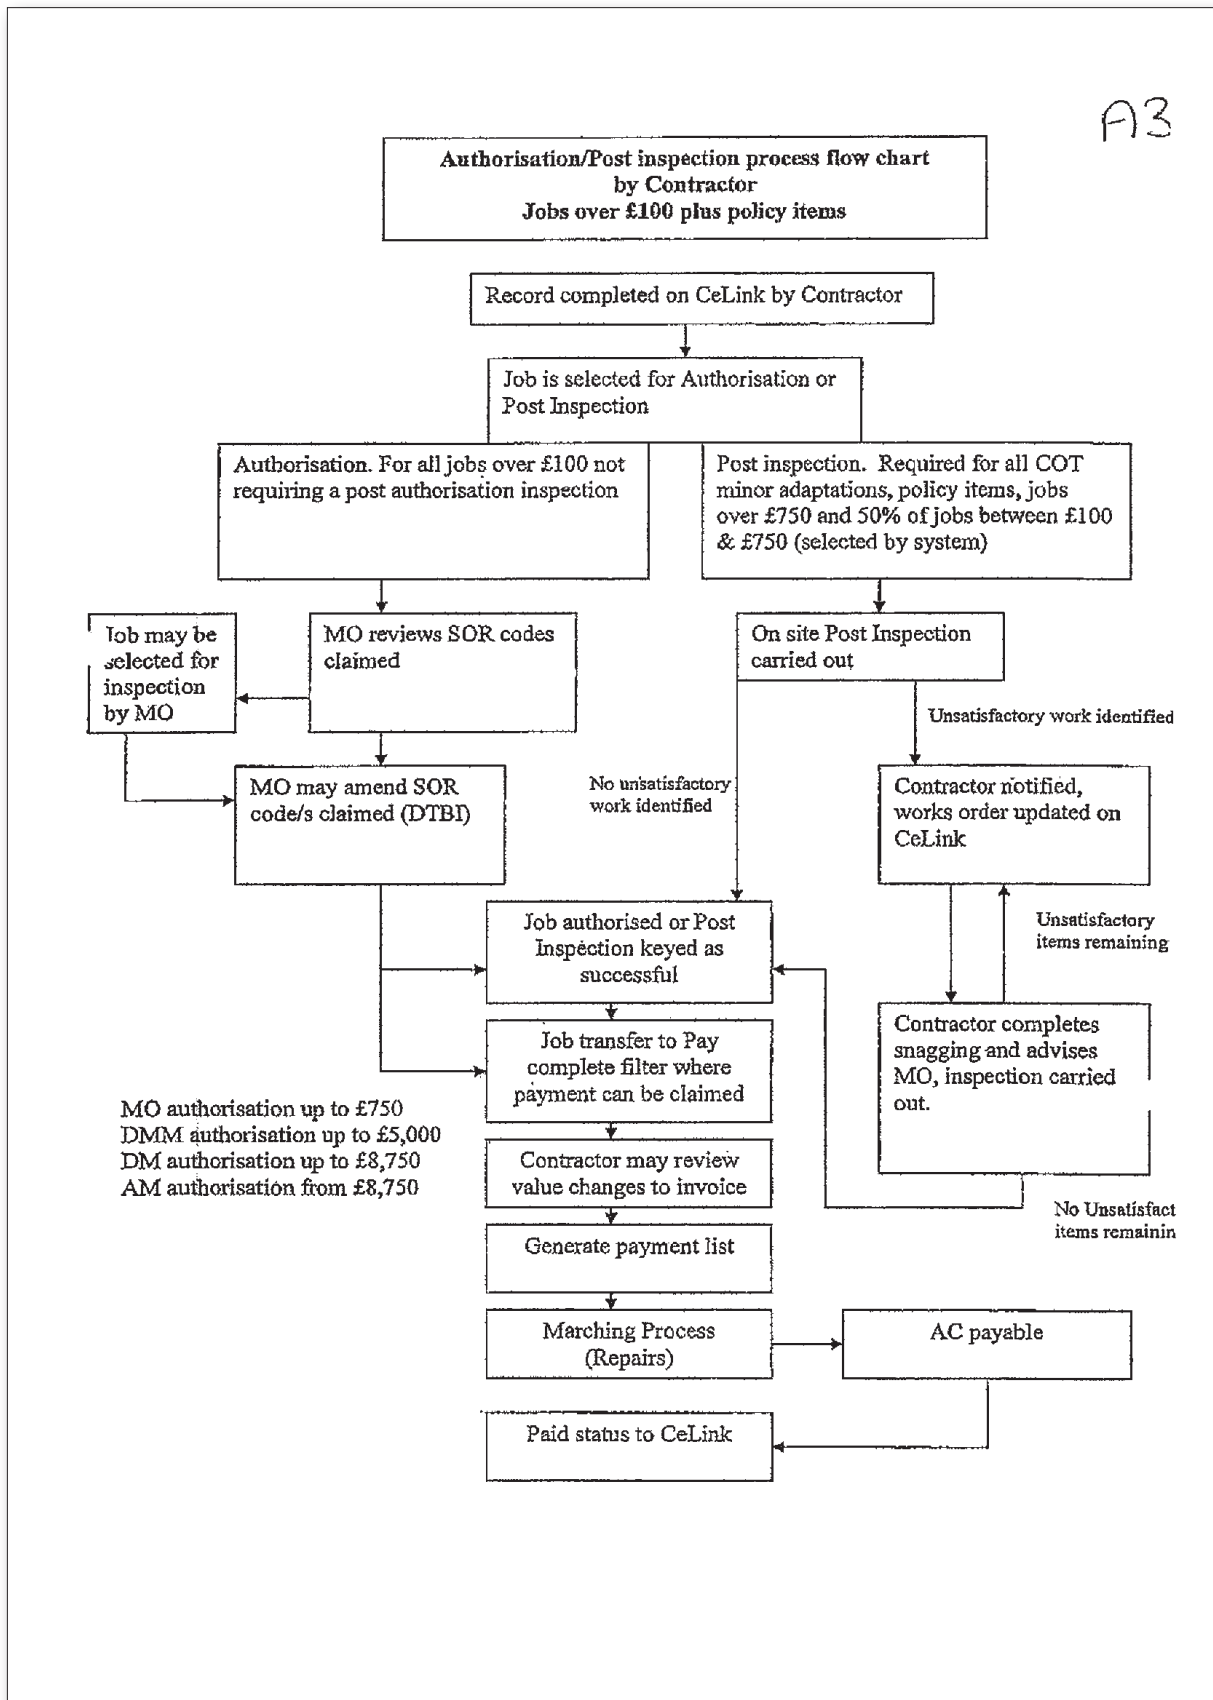 A3
Authorisation/Post inspection process flow chart
by Contractor
Jobs over £100 plus policy items
Record completed on CeLink by Contractor
Job is selected for Authorisation or
Post Inspection
Authorisation. For all jobs over £100 not
requiring a post authorisation inspection
Post inspection. Required for all COT
minor adaptations, policy items, jobs
over £750 and 50% of jobs between £100
& £750 (selected by system)
Job may be
selected for
inspection
by MO
MO reviews SOR codes
claimed
On site Post Inspection
carried out
Unsatisfactory work identified
MO may amend SOR
code/s claimed (DTBI)
No unsatisfactory
work identified
Contractor notified,
works order updated on
CeLink
Job authorised or Post
Inspection keyed as
successful
Unsatisfactory
items remaining
Job transfer to Pay
complete filter where
payment can be claimed
Contractor completes
snagging and advises
MO, inspection carried
out.
MO authorisation up to £750
DMM authorisation up to £5,000
DM authorisation up to £8,750
AM authorisation from £8,750
Contractor may review
value changes to invoice
No Unsatisfact
items remainin
Generate payment list
Marching Process
(Repairs)
AC payable
Paid status to CeLink